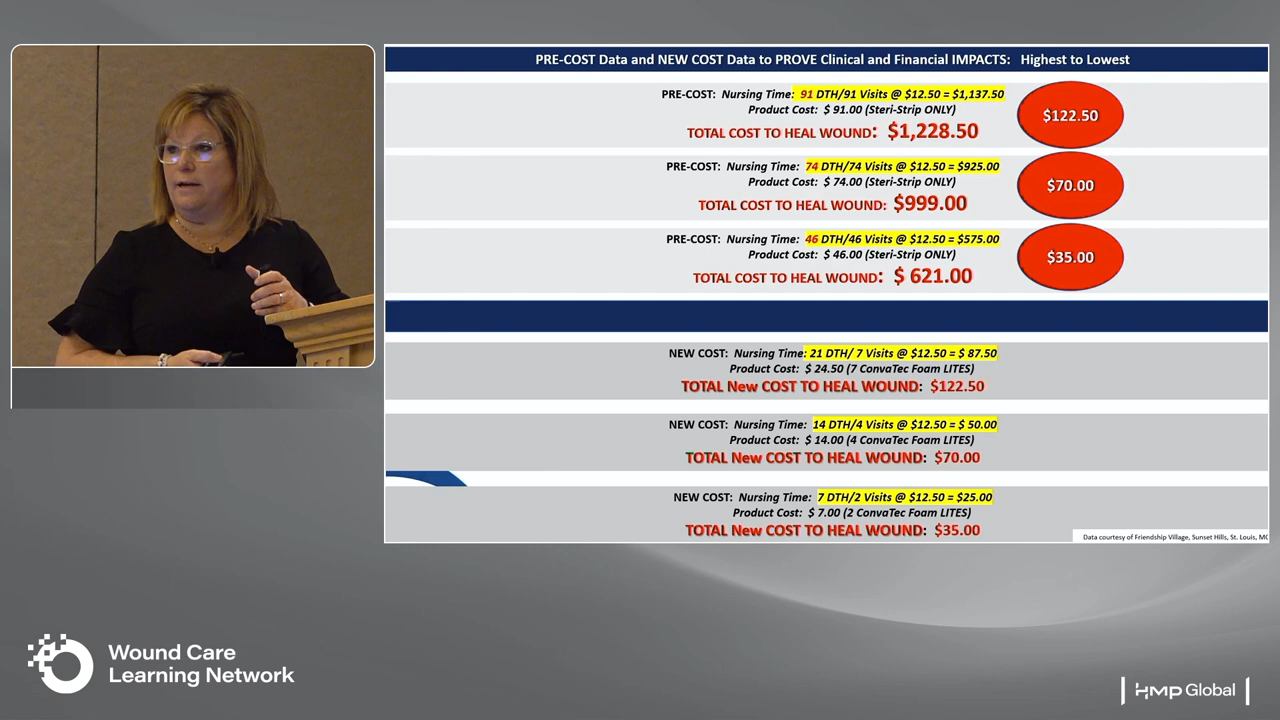 PRE-COST Data and NEW COST Data to PROVE Clinical and Financial IMPACTS: Highest to Lowest
PRE-COST: Nursing Time: 91 DTH/91 Visits @ $12.50 = $1,137.50
Product Cost: $ 91.00 (Steri-Strip ONLY)
TOTAL COST TO HEAL WOUND: $1,228.50
$122.50
PRE-COST: Nursing Time: 74 DTH/74 Visits @ $12.50 = $925.00
Product Cost: $ 74.00 (Steri-Strip ONLY)
TOTAL COST TO HEAL WOUND: $999.00
$70.00
PRE-COST: Nursing Time: 46 DTH/46 Visits @ $12.50 = $575.00
Product Cost: $ 46.00 (Steri-Strip ONLY)
TOTAL COST TO HEAL WOUND: $ 621.00
$35.00
NEW COST: Nursing Time: 21 DTH/ 7 Visits @ $12.50 = $ 87.50
Product Cost: $ 24.50 (7 ConvaTec Foam LITES)
TOTAL New COST TO HEAL WOUND: $122.50
NEW COST: Nursing Time: 14 DTH/4 Visits @ $12.50 = $ 50.00
Product Cost: $ 14.00 (4 ConvaTec Foam LITES)
TOTAL New COST TO HEAL WOUND: $70.00
NEW COST: Nursing Time: 7 DTH/2 Visits @ $12.50 = $25.00
Product Cost: $ 7.00 (2 ConvaTec Foam LITES)
TOTAL New COST TO HEAL WOUND: $35.00
Data courtesy of Friendship Village, Sunset Hills, St. Louis, MO
Wound Care
Learning Network
HMP Global